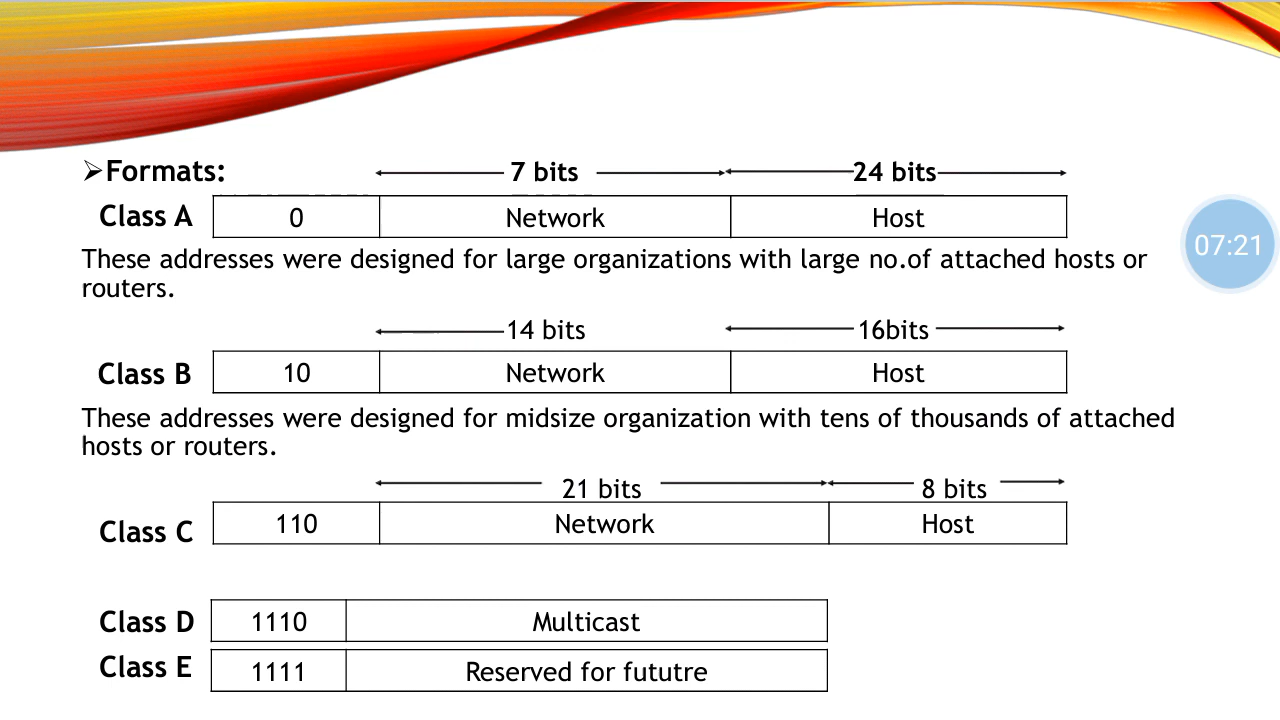 ➢Formats:
7 bits
24 bits
Class A
0
Network
Host
These addresses were designed for large organizations with large no.of attached hosts or
routers.
07:21
14 bits
16bits
Class B
10
Network
Host
These addresses were designed for midsize organization with tens of thousands of attached
hosts or routers.
21 bits
8 bits
Class C
110
Network
Host
Class D
1110
Multicast
Class E
1111
Reserved for fututre